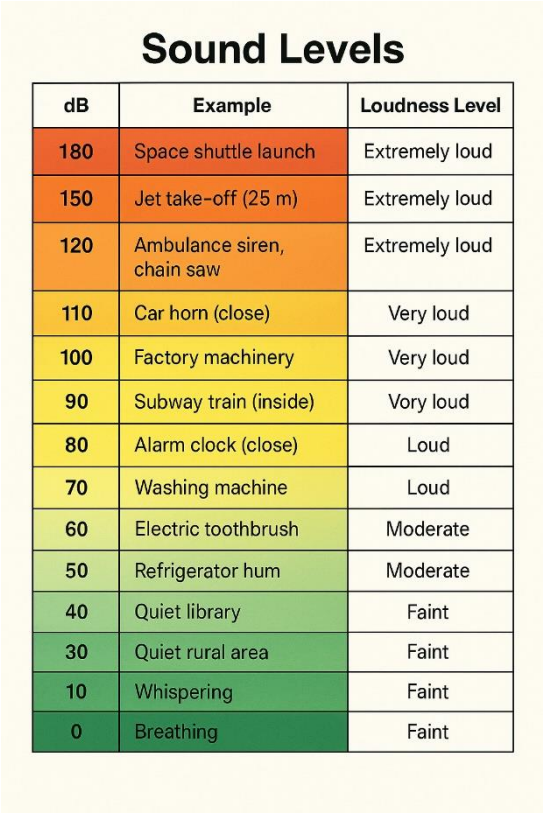 Sound Levels
dB Example Loudness Level
180 Space shuttle launch Extremely loud
150 Jet take-off (25 m) Extremely loud
120 Ambulance siren, Extremely loud
chain saw
110 Car horn (close) Very loud
100 Factory machinery Very loud
90 Subway train (inside) Vory loud
80 Alarm clock (close) Loud
70 Washing machine Loud
60 Electric toothbrush Moderate
50 Refrigerator hum Moderate
40 Quiet library Faint
30 Quiet rural area Faint
10 Whispering Faint
0 Breathing Faint